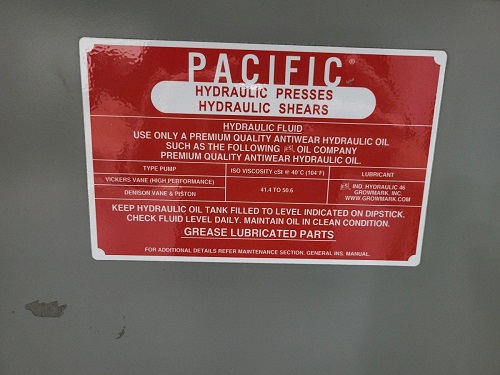 PACIFIC®
HYDRAULIC PRESSES
HYDRAULIC SHEARS
HYDRAULIC FLUID
USE ONLY A PREMIUM QUALITY ANTIWEAR HYDRAULIC OIL
SUCH AS THE FOLLOWING OIL COMPANY
PREMIUM QUALITY ANTIWEAR HYDRAULIC OIL.
TYPE PUMP ISO VISCOSITY cSt @ 40°C (104°F) LUBRICANT
VICKERS VANE (HIGH PERFORMANCE)
DENISON VANE & PISTON
41.4 TO 50.6
IND. HYDRAULIC 46
GROWMARK, INC.
WWW.GROWMARK.COM
KEEP HYDRAULIC OIL TANK FILLED TO LEVEL INDICATED ON DIPSTICK.
CHECK FLUID LEVEL DAILY. MAINTAIN OIL IN CLEAN CONDITION.
GREASE LUBRICATED PARTS
FOR ADDITIONAL DETAILS REFER MAINTENANCE SECTION, GENERAL INS. MANUAL.